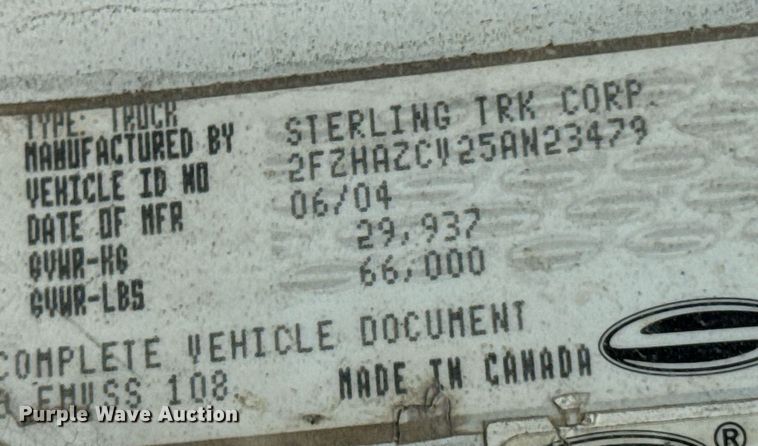 TYPE: TRUCK
MANUFACTURED BY STERLING TRK CORP.
VEHICLE ID NO 2FZHAZCV25AN23479
DATE OF MFR 06/04
GVWR-KG 29,937
GVWR-LBS 66,000
COMPLETE VEHICLE DOCUMENT
FMVSS 108.
MADE IN CANADA
Purple Wave Auction
®